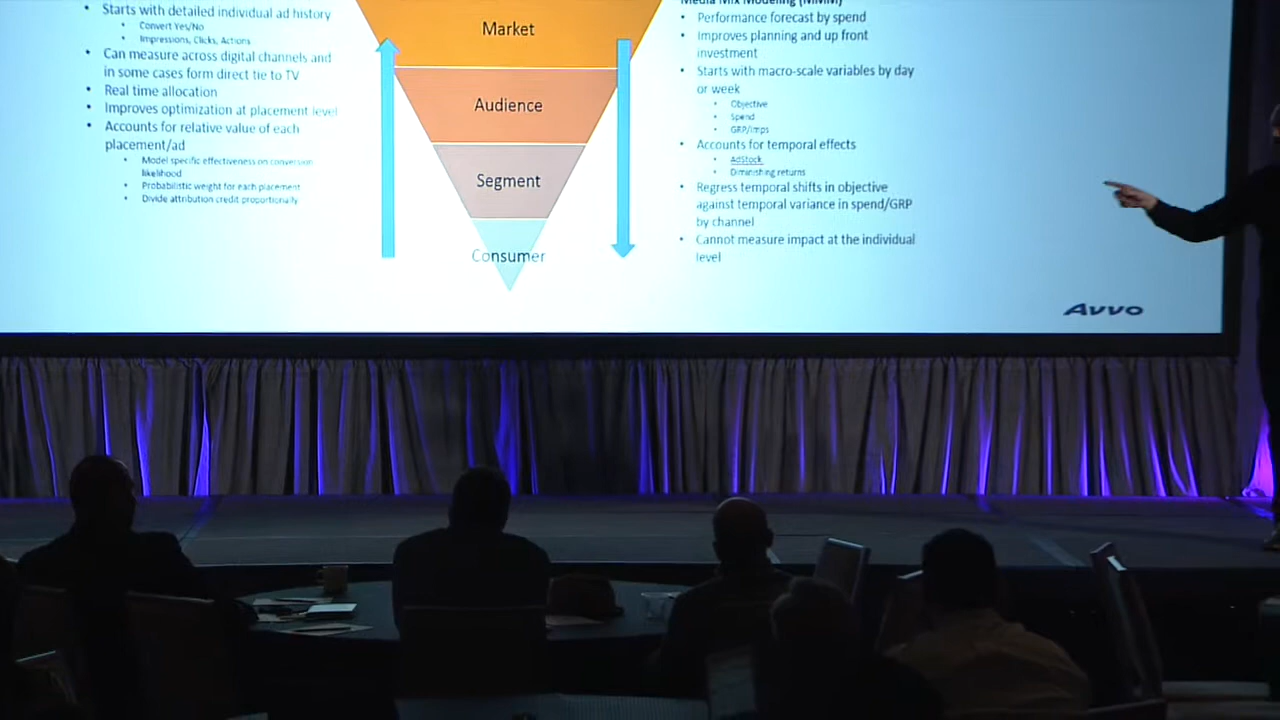 Starts with detailed individual ad history
Convert Yes/No
Impressions, Clicks, Actions
Can measure across digital channels and
in some cases form direct tie to TV
Real time allocation
Improves optimization at placement level
Accounts for relative value of each
placement/ad
Model specific effectiveness on conversion
likelihood
Probabilistic weight for each placement
Divide attribution credit proportionally
Market
Audience
Segment
Consumer
Media Mix Modeling (MMM)
Performance forecast by spend
Improves planning and up front
investment
Starts with macro-scale variables by day
or week
Objective
Spend
GRP/Imps
Accounts for temporal effects
AdStock
Diminishing returns
Regress temporal shifts in objective
against temporal variance in spend/GRP
by channel
Cannot measure impact at the individual
level
Avvo